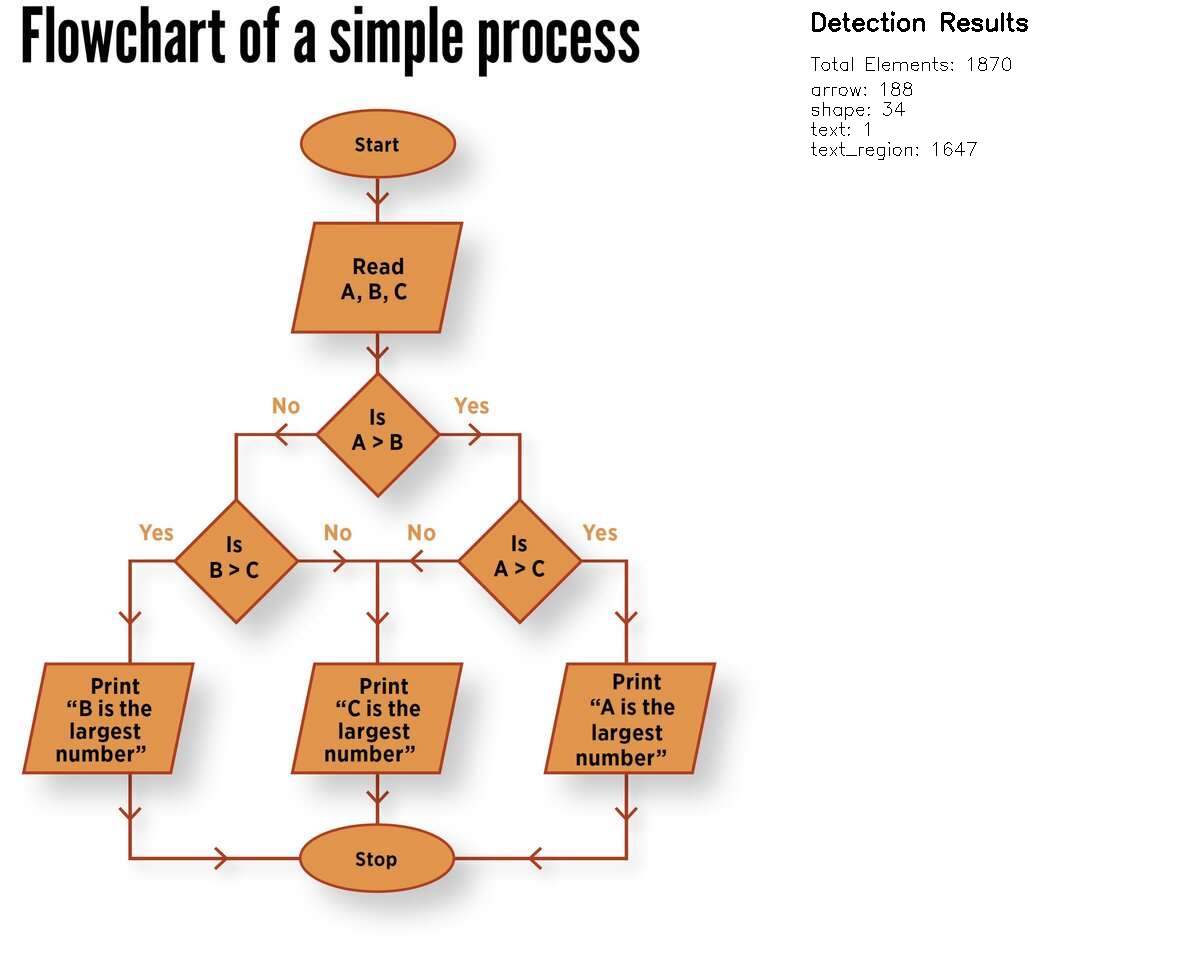 Flowchart of a simple process
Detection Results
Total Elements: 1870
arrow: 188
shape: 34
text: 1
text_region: 1647
Start
Read
A, B, C
Is
A > B
No
Yes
Is
B > C
Yes
No
Is
A > C
No
Yes
Print
“B is the
largest
number”
Print
“C is the
largest
number”
Print
“A is the
largest
number”
Stop